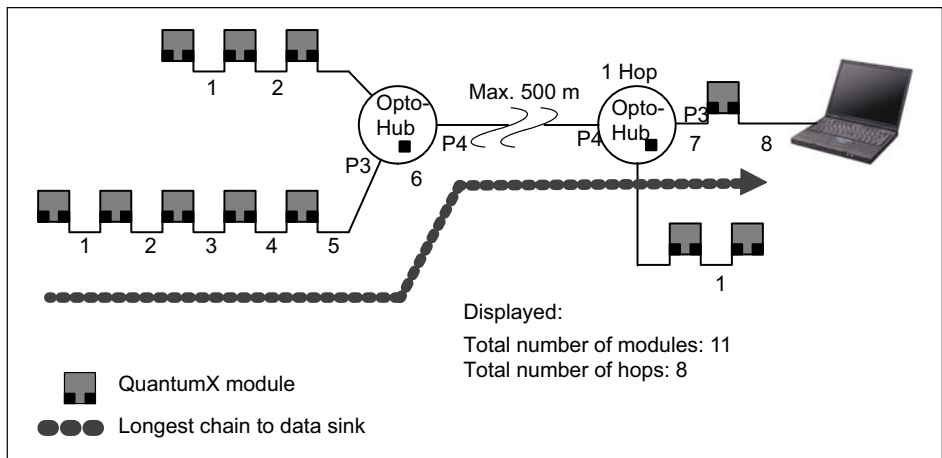 1 2
1 Hop
Max. 500 m
Opto-
Hub
P4
P3
6
P4
Opto-
Hub
P3
7
8
1 2 3 4 5
1
Displayed:
Total number of modules: 11
Total number of hops: 8
QuantumX module
Longest chain to data sink